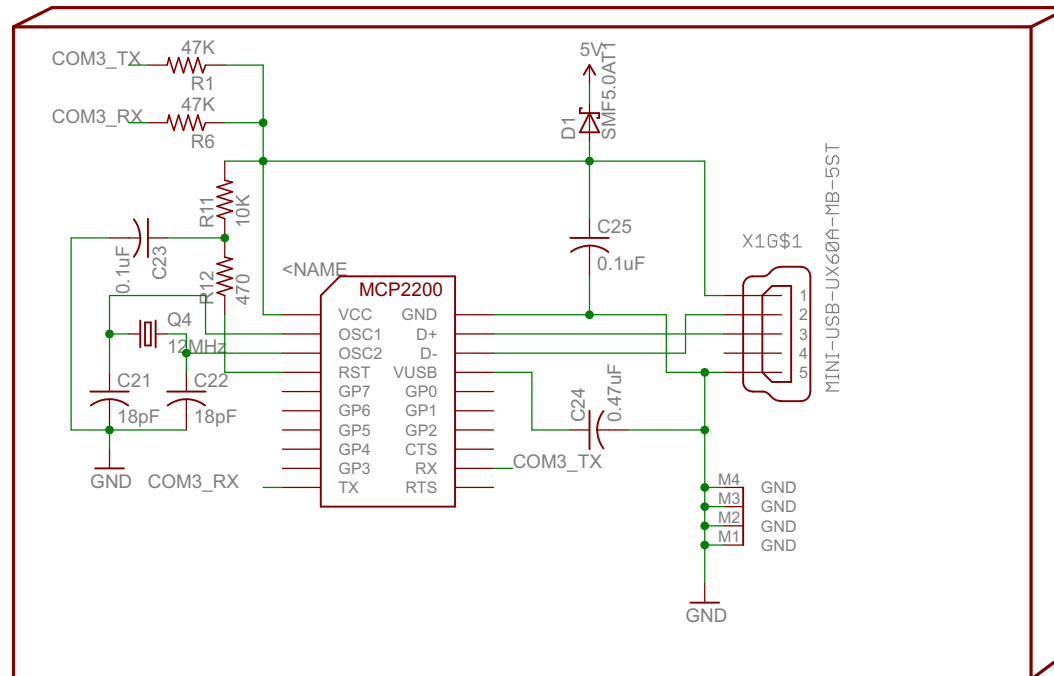 47K
COM3_TX
R1
47K
COM3_RX
R6
5V
D1
SMF5.0AT1
R11
10K
C25
0.1uF
0.1uF
C23
R12
470
X1G$1
MINI-USB-UX60A-MB-5ST
<NAME
MCP2200
Q4
12MHz
VCC
OSC1
OSC2
RST
GP7
GP6
GP5
GP4
GP3
TX
GND
D+
D-
VUSB
GP0
GP1
GP2
CTS
RX
RTS
1
2
3
4
5
C21
18pF
C22
18pF
C24
0.47uF
GND
COM3_RX
COM3_TX
M4 GND
M3 GND
M2 GND
M1 GND
GND